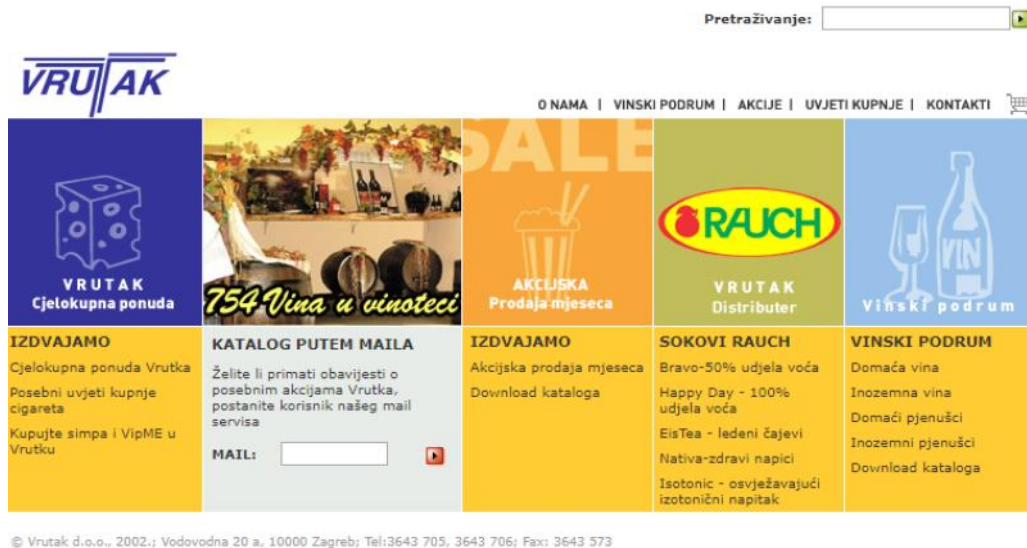 Pretraživanje:
VRUTAK
O NAMA | VINSKI PODRUM | AKCIJE | UVJETI KUPNJE | KONTAKTI
VRUTAK
Cjelokupna ponuda
754 Vina u vinoteci
SALE
AKCIJSKA
Prodaja mjeseca
RAUCH
VRUTAK
Distributer
VIN
Vinski podrum
IZDVAJAMO
Cjelokupna ponuda Vrutka
Posebni uvjeti kupnje
cigareta
Kupujte simpa i VipME u
Vrutku
KATALOG PUTEM MAILA
Želite li primati obavijesti o
posebnim akcijama Vrutka,
postanite korisnik našeg mail
servisa
MAIL:
IZDVAJAMO
Akcijska prodaja mjeseca
Download kataloga
SOKOVI RAUCH
Bravo-50% udjela voća
Happy Day - 100%
udjela voća
EisTea - ledeni čajevi
Nativa-zdravi napici
Isotonic - osvježavajući
izotonični napitak
VINSKI PODRUM
Domaća vina
Inozemna vina
Domaći pjenušci
Inozemni pjenušci
Download kataloga
© Vrutak d.o.o., 2002.; Vodovodna 20 a, 10000 Zagreb; Tel:3643 705, 3643 706; Fax: 3643 573